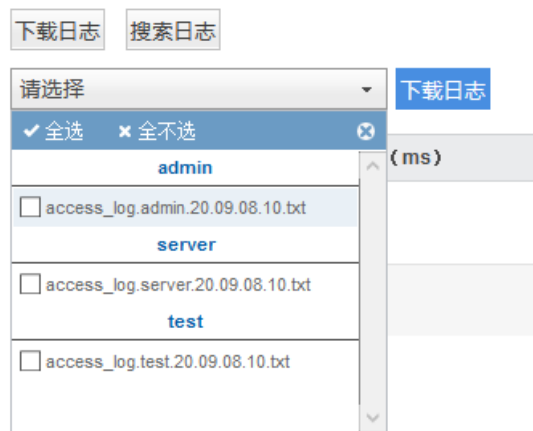 下载日志 搜索日志
请选择 下载日志
全选 全不选
(ms)
admin
access_log.admin.20.09.08.10.txt
server
access_log.server.20.09.08.10.txt
test
access_log.test.20.09.08.10.txt